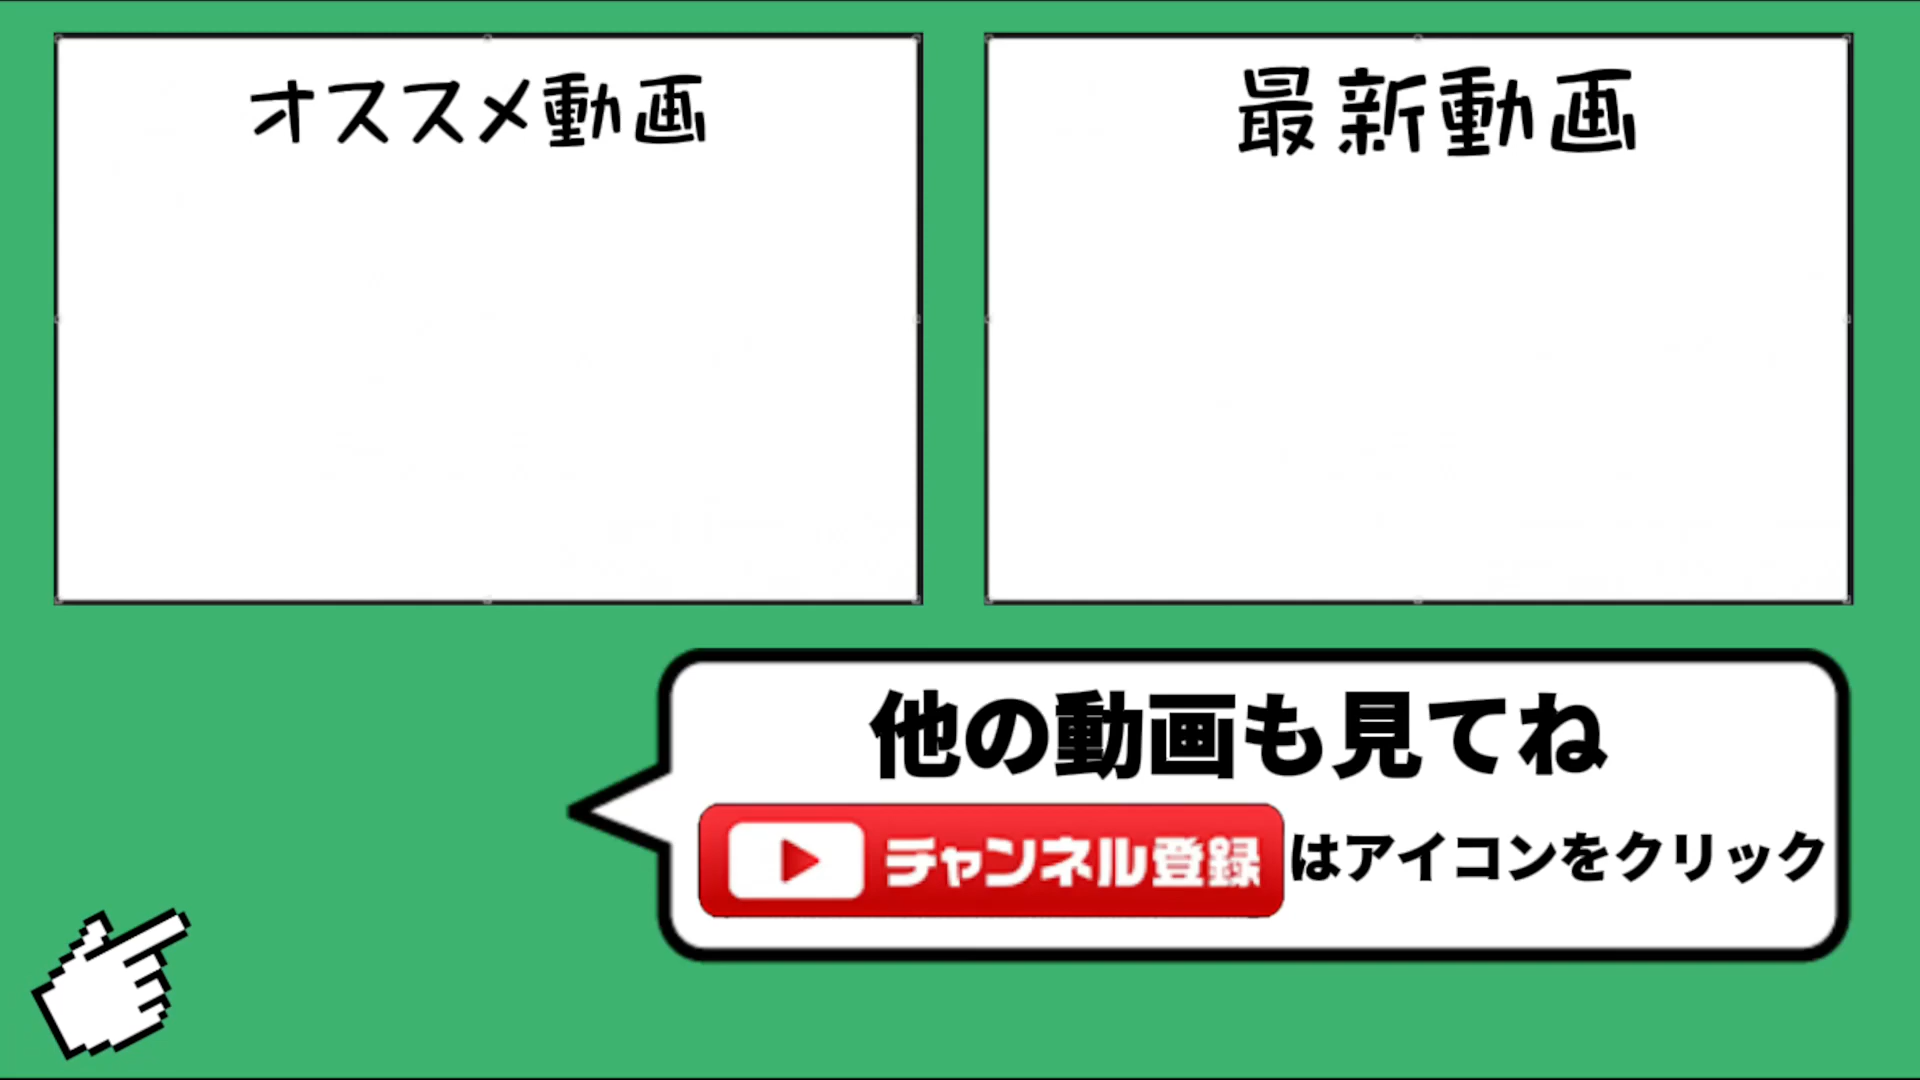 オススメ動画
最新動画
他の動画も見てね
チャンネル登録はアイコンをクリック